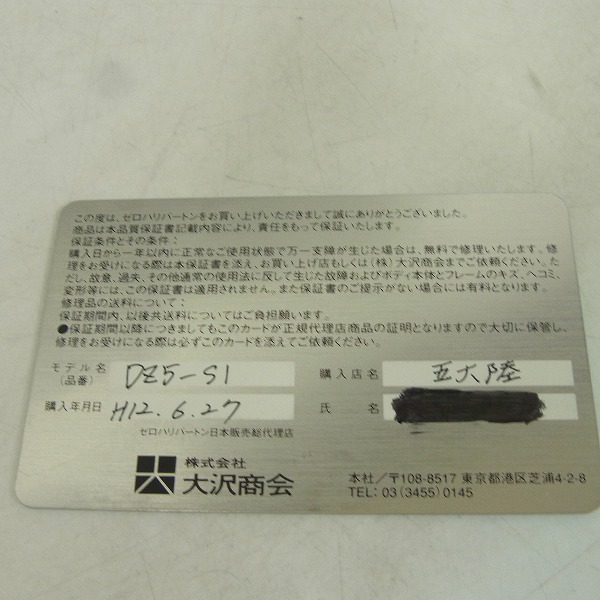 この度は、ゼロハリバートンをお買い上げいただきまして誠にありがとうございました。
商品は本品質保証書記載内容により、責任をもって保証いたします。
保証条件とその条件：
購入日から一年以内に正常なご使用状態で万一支障が生じた場合は、無料で修理いたします。修
理をお受けになる際は本保証書を添え、お買い上げ店もしくは(株)大沢商会までご依頼ください。た
だし、故意、過失、その他通常の使用法に反して生じた故障およびボディ本体とフレームのキズ、ヘコミ、
変形等には、この保証書は適用されません。また保証書のご提示がない場合には有料となります。
修理品の送料について：
保証期間内、以後共送料についてはご負担願います。
●保証期間以降につきましてもこのカードが正規代理店商品の証明となりますので大切に保管し、
修理をお受けになる際は必ずこのカードを添えてご依頼ください。
モデル名 DZ5-S1 購入店名 五大陸
(品番)
購入年月日 H12.6.27 氏名
ゼロハリバートン日本販売総代理店
株式会社
大沢商会
本社／〒108-8517 東京都港区芝浦4-2-8
TEL: 03(3455)0145